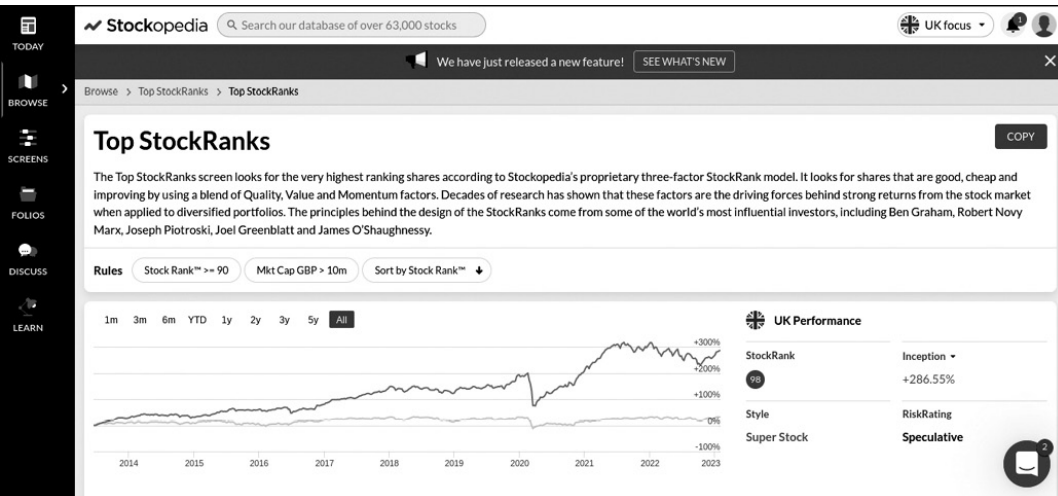 Stockopedia
Search our database of over 63,000 stocks
UK focus
1
TODAY
BROWSE
SCREENS
FOLIOS
DISCUSS
LEARN
We have just released a new feature!
SEE WHAT'S NEW
Browse > Top StockRanks > Top StockRanks
Top StockRanks
COPY
The Top StockRanks screen looks for the very highest ranking shares according to Stockopedia's proprietary three-factor StockRank model. It looks for shares that are good, cheap and
improving by using a blend of Quality, Value and Momentum factors. Decades of research has shown that these factors are the driving forces behind strong returns from the stock market
when applied to diversified portfolios. The principles behind the design of the StockRanks come from some of the world's most influential investors, including Ben Graham, Robert Novy
Marx, Joseph Piotroski, Joel Greenblatt and James O'Shaughnessy.
Rules
Stock Rank™ >= 90
Mkt Cap GBP > 10m
Sort by Stock Rank™
1m 3m 6m YTD 1y 2y 3y 5y All
+300%
+200%
+100%
0%
-100%
2014 2015 2016 2017 2018 2019 2020 2021 2022 2023
UK Performance
StockRank
98
Inception
+286.55%
Style
Super Stock
RiskRating
Speculative
2